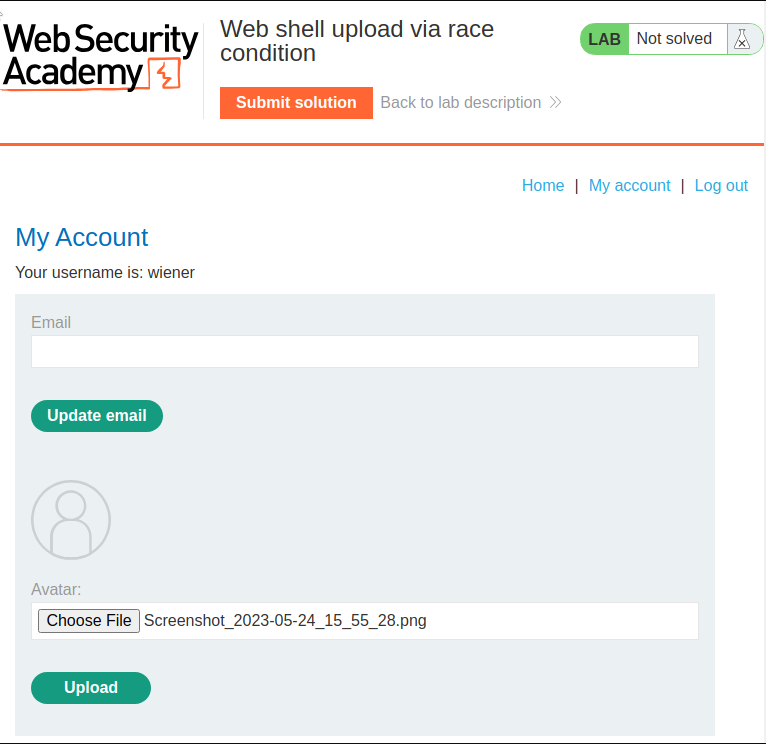 Web Security
Academy
Web shell upload via race
condition
LAB Not solved
Submit solution Back to lab description
Home | My account | Log out
My Account
Your username is: wiener
Email
Update email
Avatar:
Choose File Screenshot_2023-05-24_15_55_28.png
Upload